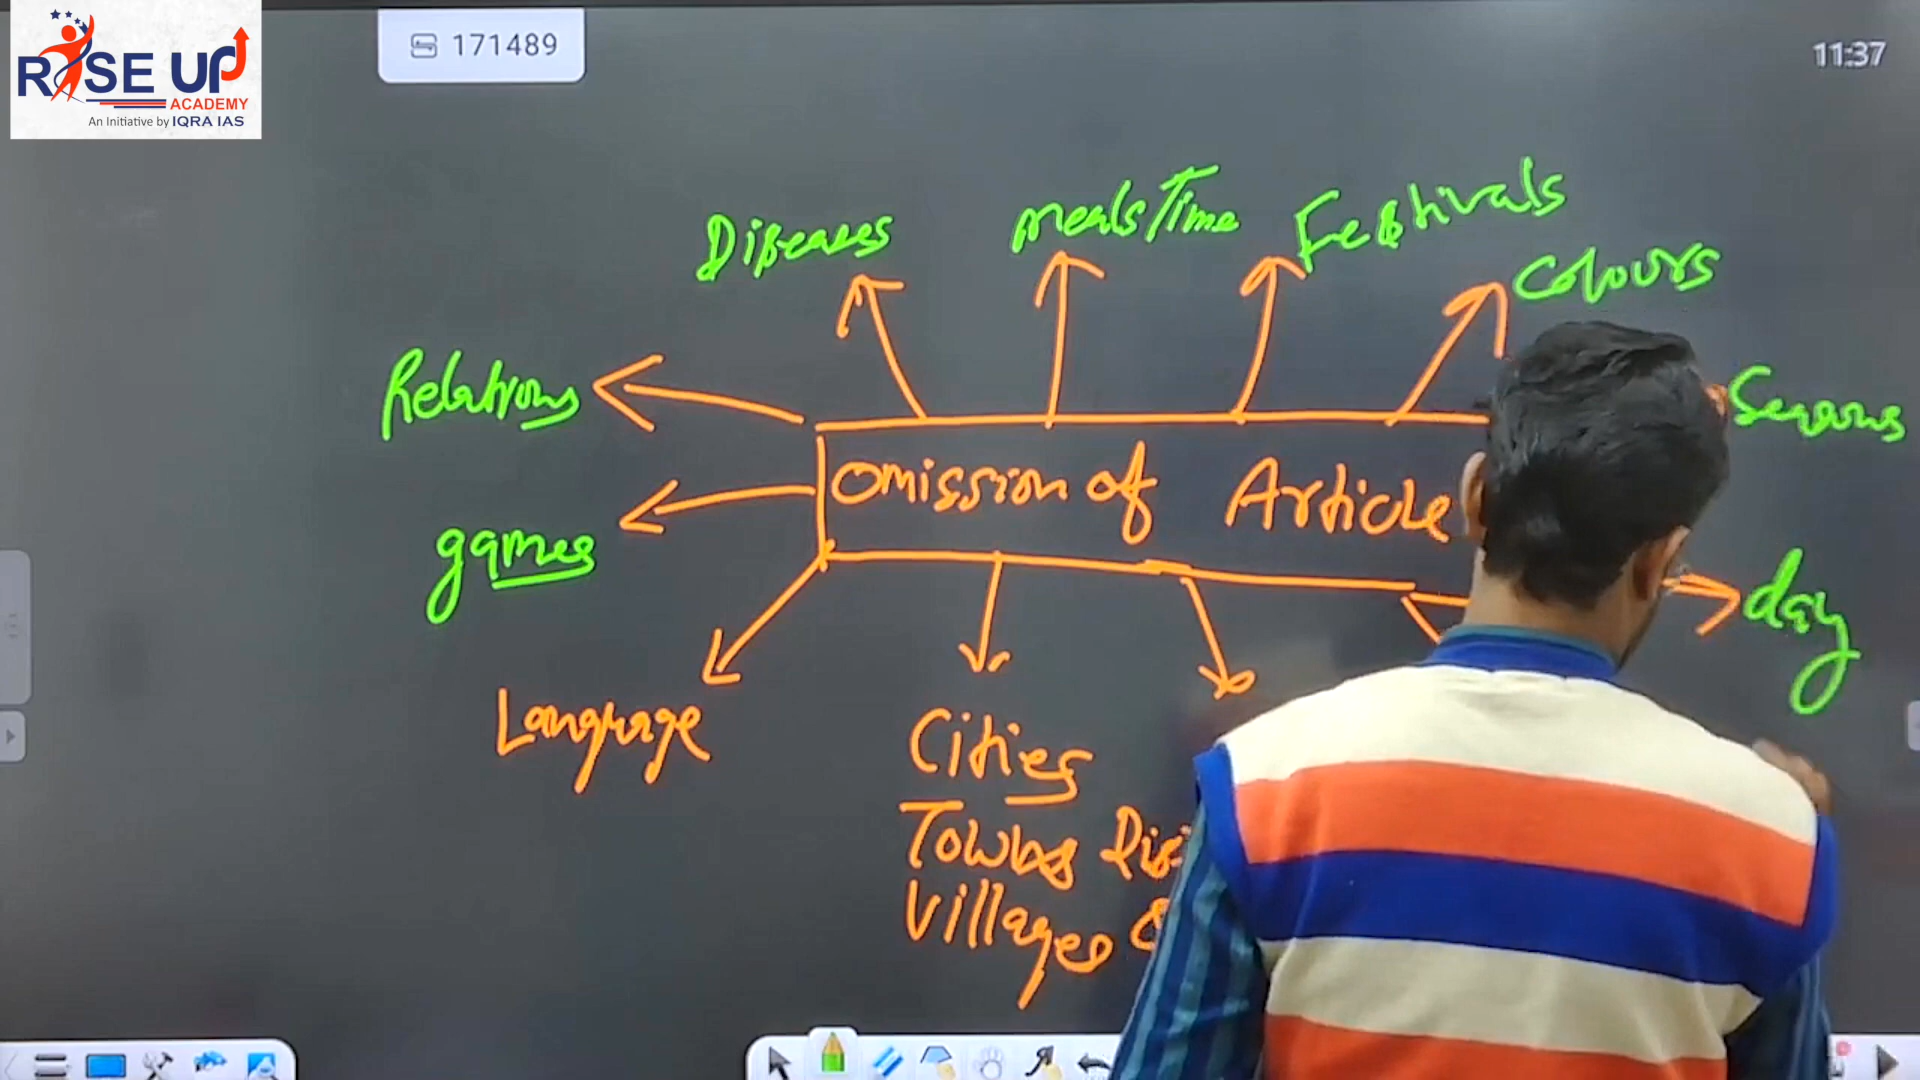 RISE UP
ACADEMY
An Initiative by IQRA IAS
171489
11:37
Diseases
meals/Time
Festivals
Colours
Relations
Seasons
Omission of Article
games
day
Language
Cities
Towns
Villages